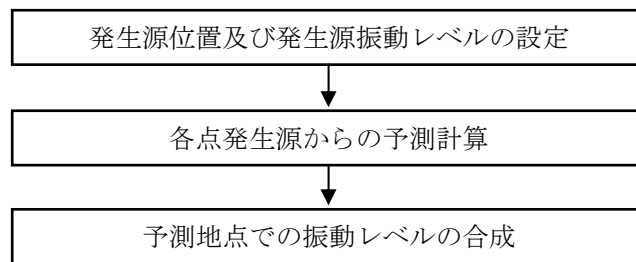 発生源位置及び発生源振動レベルの設定
各点発生源からの予測計算
予測地点での振動レベルの合成